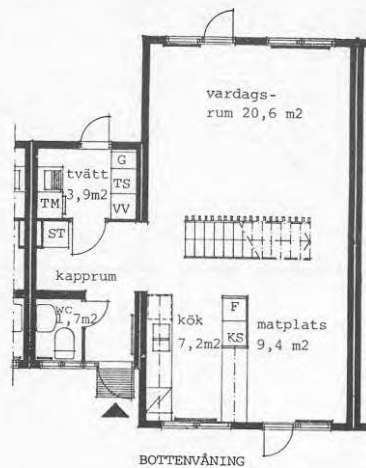 vardags-
rum 20,6 m2
G
tvätt
3,9m2
TS
TM
VV
ST
kapprum
wc
1,7m2
kök
7,2m2
F
KS
matplats
9,4 m2
BOTTENVÅNING